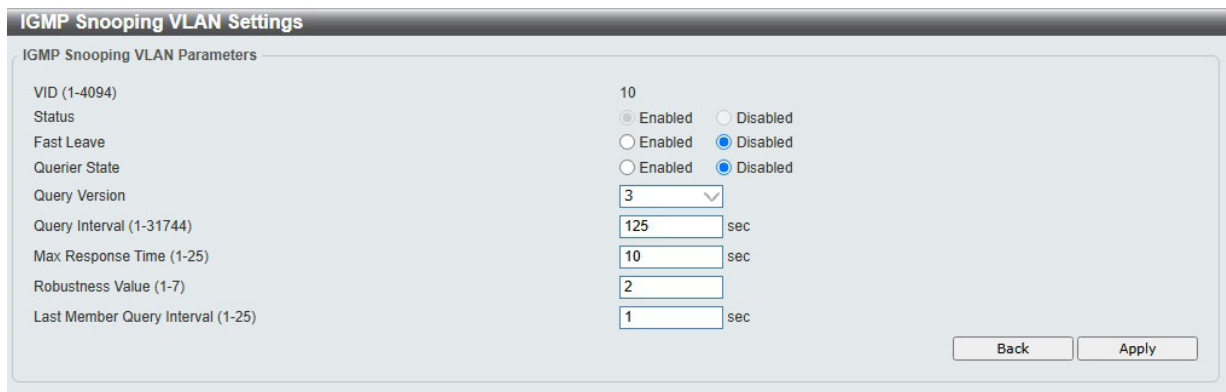 IGMP Snooping VLAN Settings
IGMP Snooping VLAN Parameters
VID (1-4094) 10
Status Enabled Disabled
Fast Leave Enabled Disabled
Querier State Enabled Disabled
Query Version 3
Query Interval (1-31744) 125 sec
Max Response Time (1-25) 10 sec
Robustness Value (1-7) 2
Last Member Query Interval (1-25) 1 sec
Back Apply